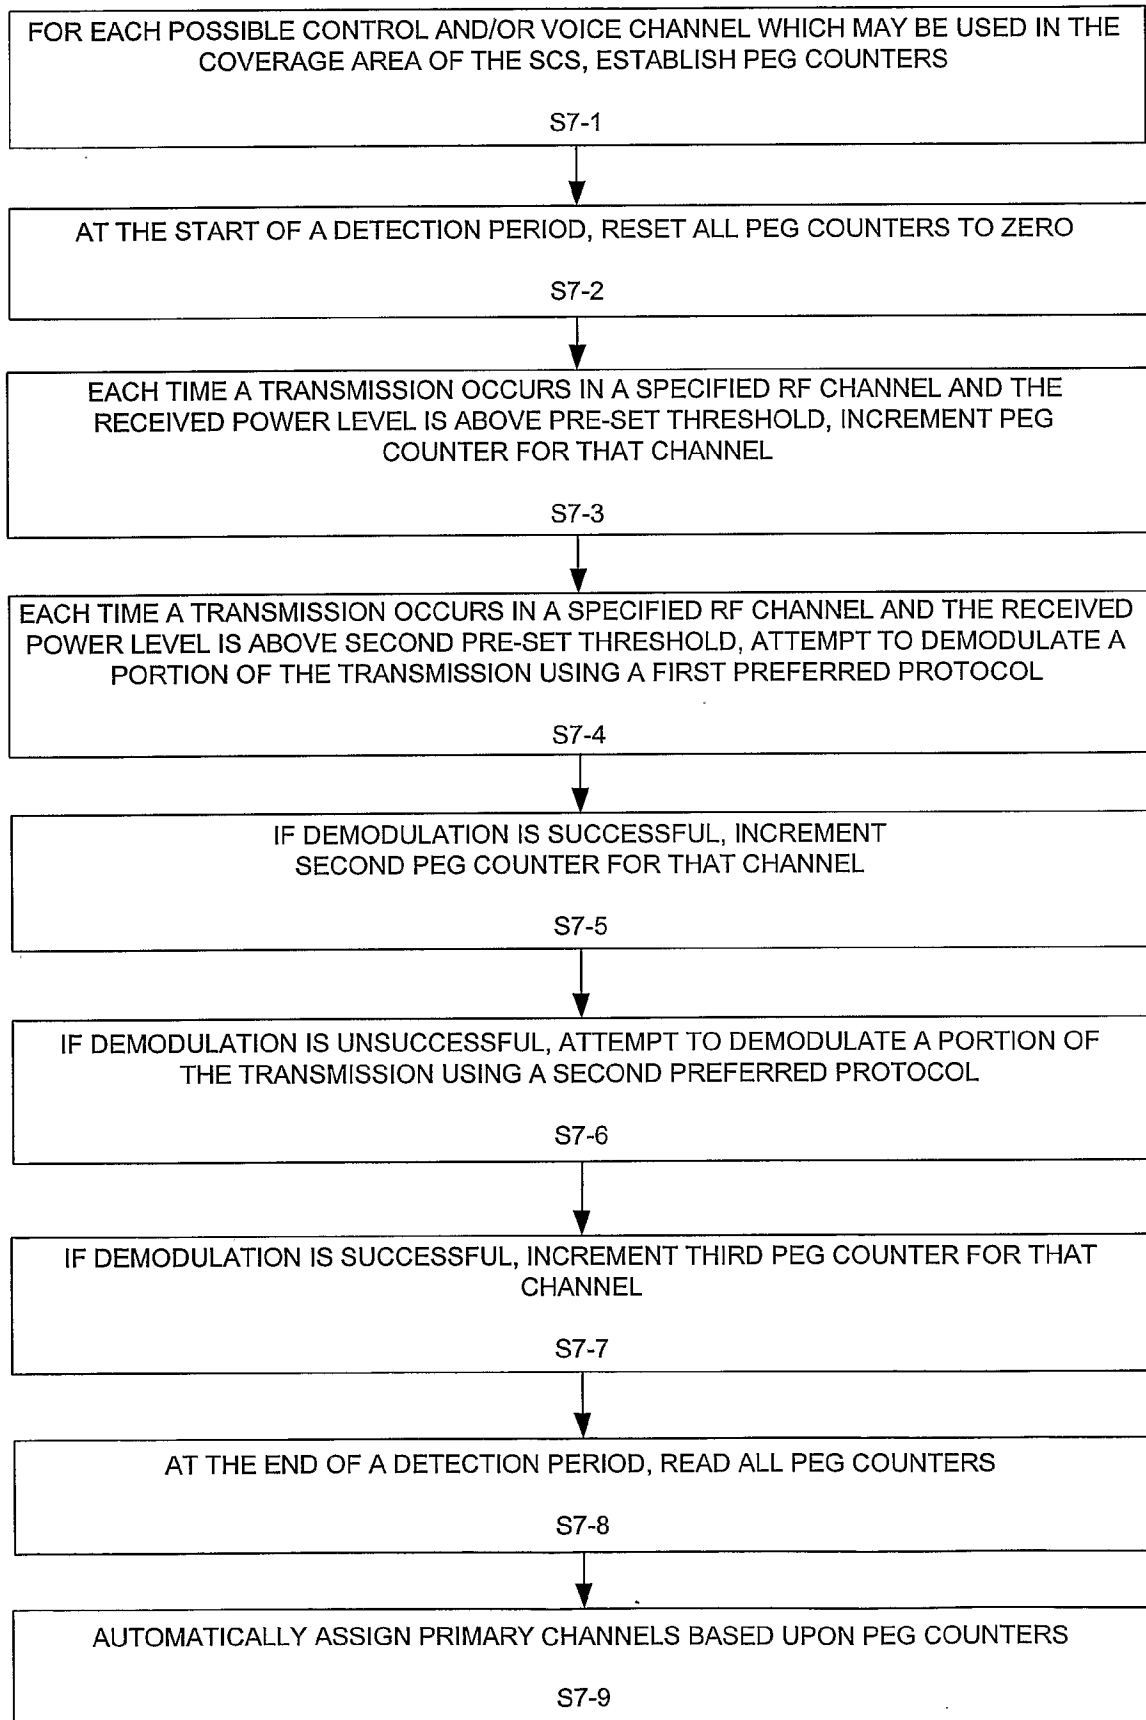 FOR EACH POSSIBLE CONTROL AND/OR VOICE CHANNEL WHICH MAY BE USED IN THE
COVERAGE AREA OF THE SCS, ESTABLISH PEG COUNTERS
S7-1
AT THE START OF A DETECTION PERIOD, RESET ALL PEG COUNTERS TO ZERO
S7-2
EACH TIME A TRANSMISSION OCCURS IN A SPECIFIED RF CHANNEL AND THE
RECEIVED POWER LEVEL IS ABOVE PRE-SET THRESHOLD, INCREMENT PEG
COUNTER FOR THAT CHANNEL
S7-3
EACH TIME A TRANSMISSION OCCURS IN A SPECIFIED RF CHANNEL AND THE RECEIVED
POWER LEVEL IS ABOVE SECOND PRE-SET THRESHOLD, ATTEMPT TO DEMODULATE A
PORTION OF THE TRANSMISSION USING A FIRST PREFERRED PROTOCOL
S7-4
IF DEMODULATION IS SUCCESSFUL, INCREMENT
SECOND PEG COUNTER FOR THAT CHANNEL
S7-5
IF DEMODULATION IS UNSUCCESSFUL, ATTEMPT TO DEMODULATE A PORTION OF
THE TRANSMISSION USING A SECOND PREFERRED PROTOCOL
S7-6
IF DEMODULATION IS SUCCESSFUL, INCREMENT THIRD PEG COUNTER FOR THAT
CHANNEL
S7-7
AT THE END OF A DETECTION PERIOD, READ ALL PEG COUNTERS
S7-8
AUTOMATICALLY ASSIGN PRIMARY CHANNELS BASED UPON PEG COUNTERS
S7-9